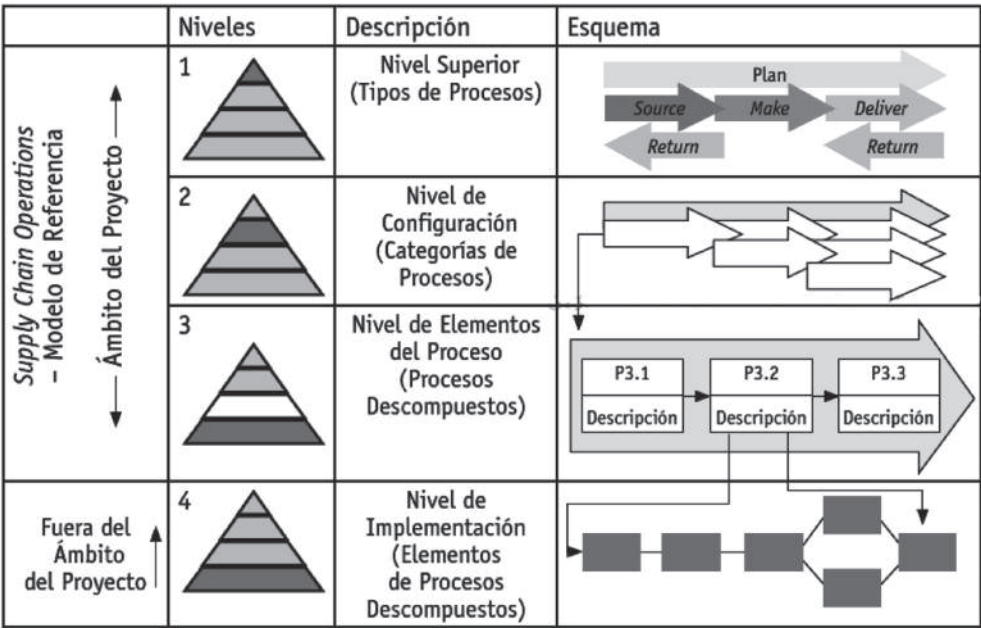 Niveles
Descripción
Esquema
Supply Chain Operations
– Modelo de Referencia
Ámbito del Proyecto
1
Nivel Superior
(Tipos de Procesos)
Plan
Source
Make
Deliver
Return
Return
2
Nivel de
Configuración
(Categorías de
Procesos)
3
Nivel de Elementos
del Proceso
(Procesos
Descompuestos)
P3.1
P3.2
P3.3
Descripción
Descripción
Descripción
Fuera del
Ámbito
del Proyecto
4
Nivel de
Implementación
(Elementos
de Procesos
Descompuestos)